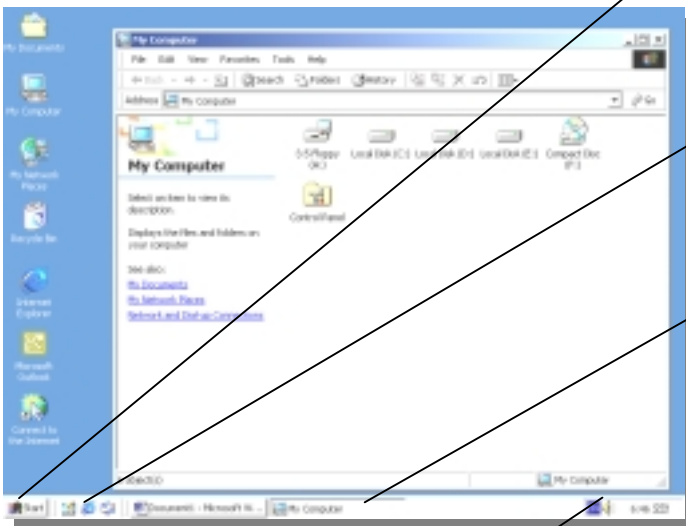 My Documents
My Computer
My Network
Places
Recycle Bin
Internet
Explorer
Microsoft
Outlook
Connect to
the Internet
My Computer
File Edit View Favorites Tools Help
Search Folders History
Address My Computer Go
My Computer
Select an item to view its
description.
Displays the files and folders on
your computer
See also:
My Documents
My Network Places
Network and Dial-up Connections
3.5 Floppy
(A:)
Local Disk (C:) Local Disk (D:) Local Disk (E:) Compact Disc
(F:)
Control Panel
My Computer
Start Document1 - Microsoft W... My Computer